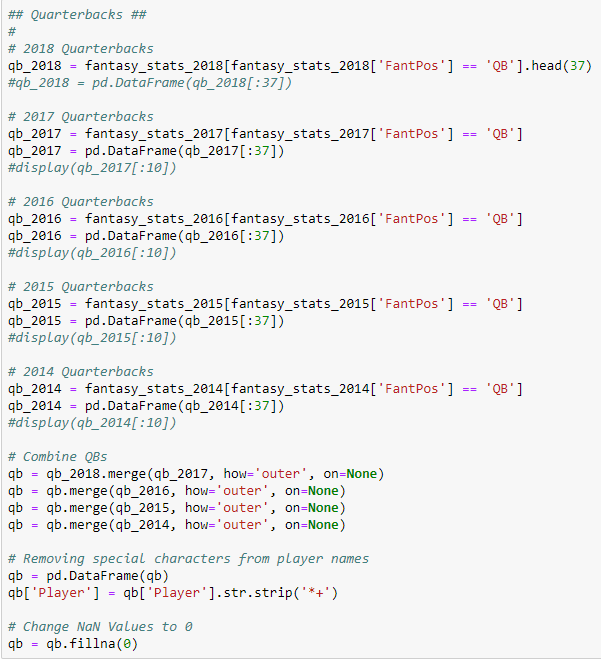 ## Quarterbacks ##
#
# 2018 Quarterbacks
qb_2018 = fantasy_stats_2018[fantasy_stats_2018['FantPos'] == 'QB'].head(37)
#qb_2018 = pd.DataFrame(qb_2018[:37])
# 2017 Quarterbacks
qb_2017 = fantasy_stats_2017[fantasy_stats_2017['FantPos'] == 'QB']
qb_2017 = pd.DataFrame(qb_2017[:37])
#display(qb_2017[:10])
# 2016 Quarterbacks
qb_2016 = fantasy_stats_2016[fantasy_stats_2016['FantPos'] == 'QB']
qb_2016 = pd.DataFrame(qb_2016[:37])
#display(qb_2016[:10])
# 2015 Quarterbacks
qb_2015 = fantasy_stats_2015[fantasy_stats_2015['FantPos'] == 'QB']
qb_2015 = pd.DataFrame(qb_2015[:37])
#display(qb_2015[:10])
# 2014 Quarterbacks
qb_2014 = fantasy_stats_2014[fantasy_stats_2014['FantPos'] == 'QB']
qb_2014 = pd.DataFrame(qb_2014[:37])
#display(qb_2014[:10])
# Combine QBs
qb = qb_2018.merge(qb_2017, how='outer', on=None)
qb = qb.merge(qb_2016, how='outer', on=None)
qb = qb.merge(qb_2015, how='outer', on=None)
qb = qb.merge(qb_2014, how='outer', on=None)
# Removing special characters from player names
qb = pd.DataFrame(qb)
qb['Player'] = qb['Player'].str.strip('*+')
# Change NaN Values to 0
qb = qb.fillna(0)